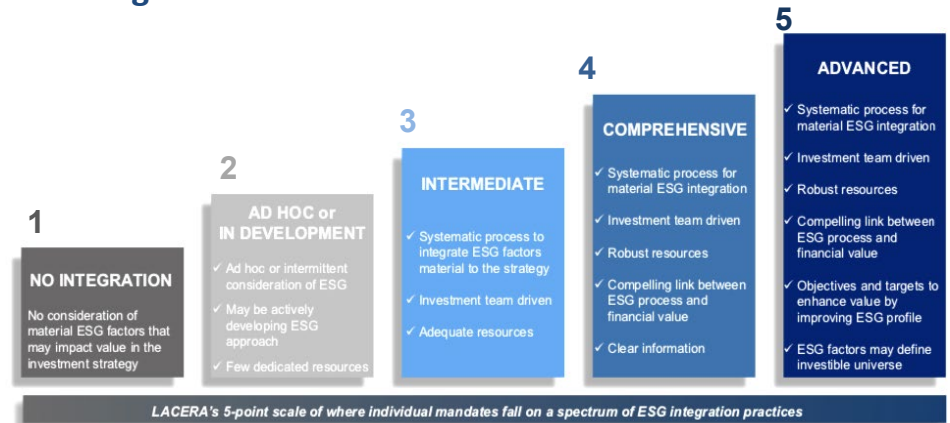 1
NO INTEGRATION
No consideration of
material ESG factors that
may impact value in the
investment strategy
2
AD HOC or
IN DEVELOPMENT
✓ Ad hoc or intermittent
consideration of ESG
✓ May be actively
developing ESG
approach
✓ Few dedicated resources
3
INTERMEDIATE
✓ Systematic process to
integrate ESG factors
material to the strategy
✓ Investment team driven
✓ Adequate resources
4
COMPREHENSIVE
✓ Systematic process for
material ESG integration
✓ Investment team driven
✓ Robust resources
✓ Compelling link between
ESG process and
financial value
✓ Clear information
5
ADVANCED
✓ Systematic process for
material ESG integration
✓ Investment team driven
✓ Robust resources
✓ Compelling link between
ESG process and
financial value
✓ Objectives and targets to
enhance value by
improving ESG profile
✓ ESG factors may define
investible universe
LACERA's 5-point scale of where individual mandates fall on a spectrum of ESG integration practices